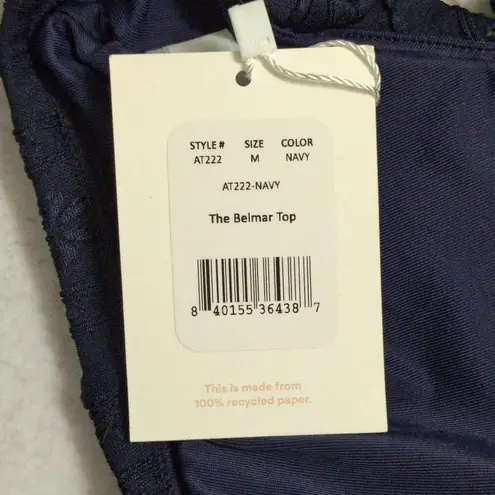 STYLE # SIZE COLOR
AT222 M NAVY
AT222-NAVY
The Belmar Top
8 40155 36438 7
This is made from
100% recycled paper.